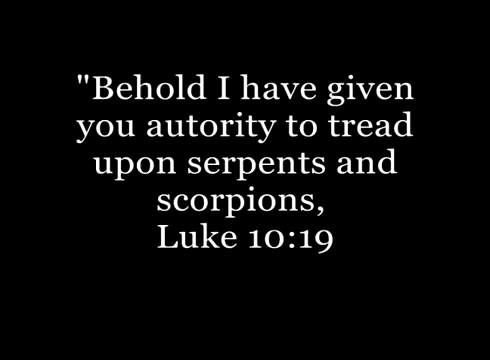 "Behold I have given
you autority to tread
upon serpents and
scorpions,
Luke 10:19